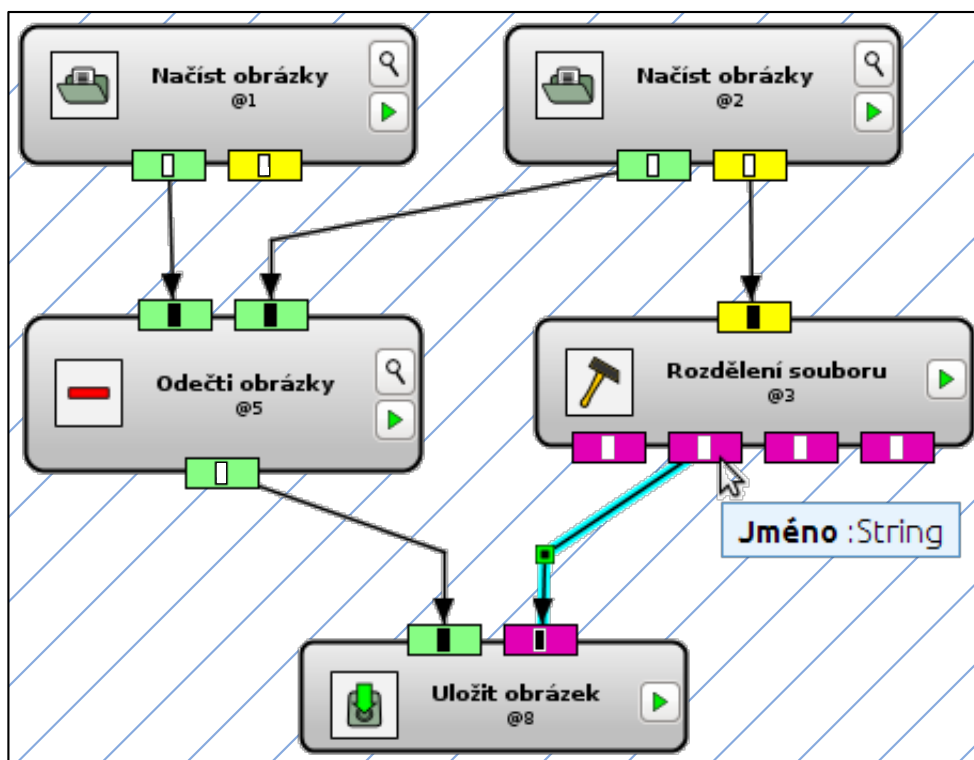 Načíst obrázky
@1
Načíst obrázky
@2
Odečti obrázky
@5
Rozdělení souboru
@3
Jméno :String
Uložit obrázek
@8